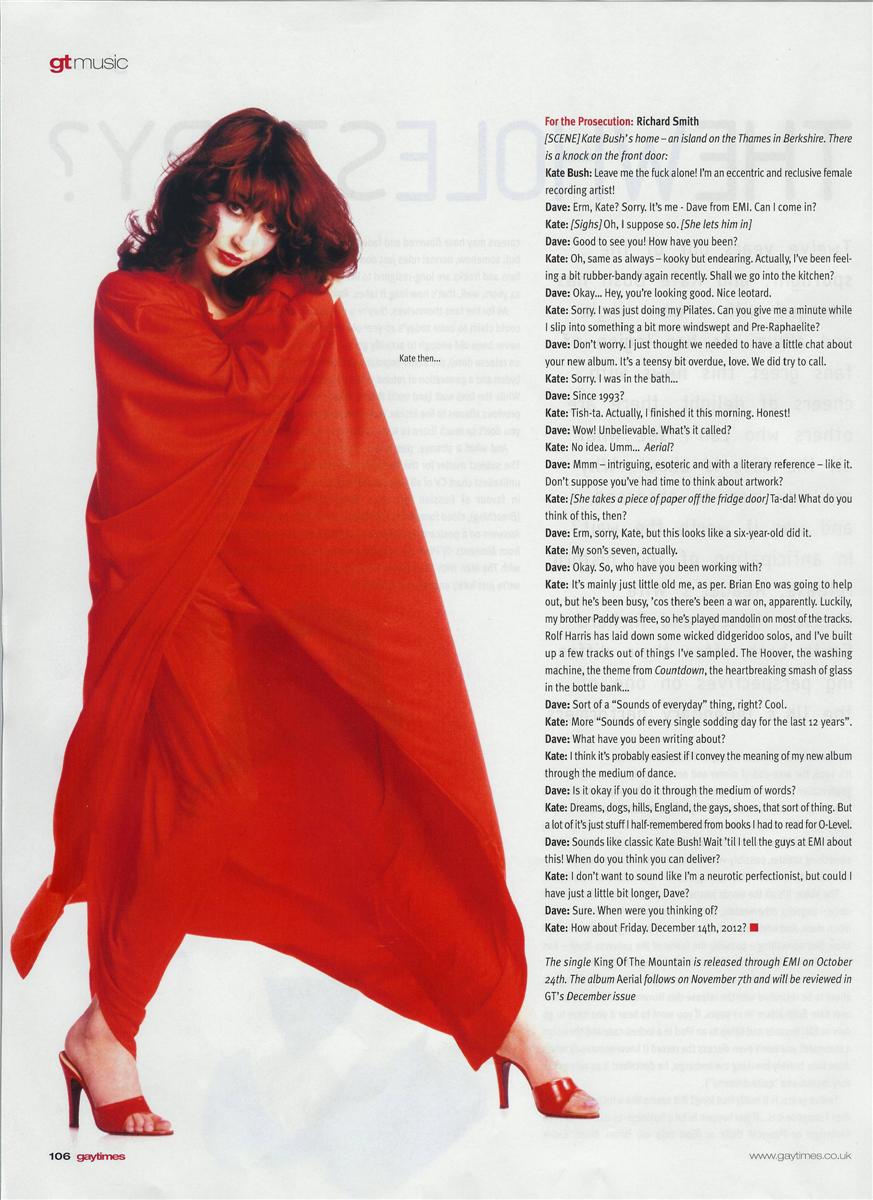 gtmusic
For the Prosecution: Richard Smith
[SCENE] Kate Bush's home – an island on the Thames in Berkshire. There
is a knock on the front door:
Kate Bush: Leave me the fuck alone! I'm an eccentric and reclusive female
recording artist!
Dave: Erm, Kate? Sorry. It's me - Dave from EMI. Can I come in?
Kate: [Sighs] Oh, I suppose so. [She lets him in]
Dave: Good to see you! How have you been?
Kate: Oh, same as always – kooky but endearing. Actually, I've been feel-
ing a bit rubber-bandy again recently. Shall we go into the kitchen?
Dave: Okay... Hey, you're looking good. Nice leotard.
Kate: Sorry. I was just doing my Pilates. Can you give me a minute while
I slip into something a bit more windswept and Pre-Raphaelite?
Dave: Don't worry. I just thought we needed to have a little chat about
your new album. It's a teensy bit overdue, love. We did try to call.
Kate: Sorry. I was in the bath...
Dave: Since 1993?
Kate: Tish-ta. Actually, I finished it this morning. Honest!
Dave: Wow! Unbelievable. What's it called?
Kate: No idea. Umm... Aerial?
Dave: Mmm – intriguing, esoteric and with a literary reference – like it.
Don't suppose you've had time to think about artwork?
Kate: [She takes a piece of paper off the fridge door] Ta-da! What do you
think of this, then?
Dave: Erm, sorry, Kate, but this looks like a six-year-old did it.
Kate: My son's seven, actually.
Dave: Okay. So, who have you been working with?
Kate: It's mainly just little old me, as per. Brian Eno was going to help
out, but he's been busy, 'cos there's been a war on, apparently. Luckily,
my brother Paddy was free, so he's played mandolin on most of the tracks.
Rolf Harris has laid down some wicked didgeridoo solos, and I've built
up a few tracks out of things I've sampled. The Hoover, the washing
machine, the theme from Countdown, the heartbreaking smash of glass
in the bottle bank...
Dave: Sort of a “Sounds of everyday” thing, right? Cool.
Kate: More “Sounds of every single sodding day for the last 12 years”.
Dave: What have you been writing about?
Kate: I think it's probably easiest if I convey the meaning of my new album
through the medium of dance.
Dave: Is it okay if you do it through the medium of words?
Kate: Dreams, dogs, hills, England, the gays, shoes, that sort of thing. But
a lot of it's just stuff I half-remembered from books I had to read for O-Level.
Dave: Sounds like classic Kate Bush! Wait 'til I tell the guys at EMI about
this! When do you think you can deliver?
Kate: I don't want to sound like I'm a neurotic perfectionist, but could I
have just a little bit longer, Dave?
Dave: Sure. When were you thinking of?
Kate: How about Friday. December 14th, 2012?
The single King Of The Mountain is released through EMI on October
24th. The album Aerial follows on November 7th and will be reviewed in
GT's December issue
Kate then...
106 gaytimes
www.gaytimes.co.uk